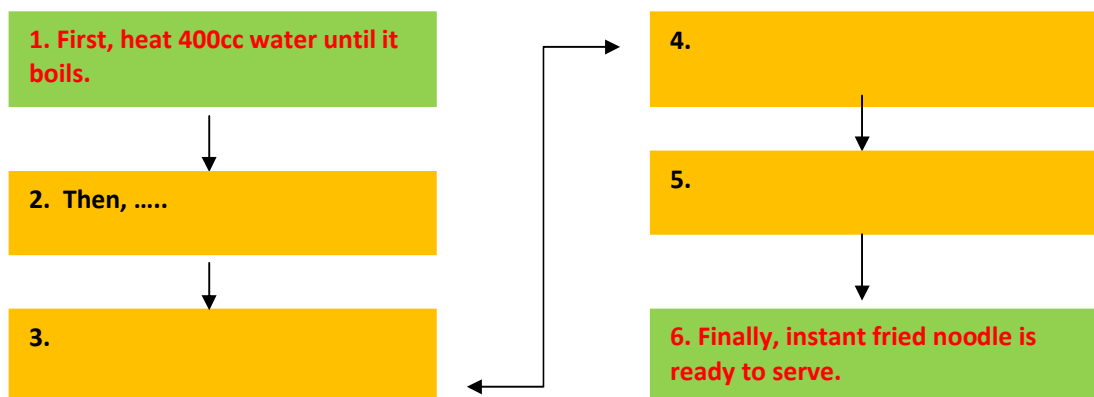 1. First, heat 400cc water until it
boils.
2. Then, …..
3.
4.
5.
6. Finally, instant fried noodle is
ready to serve.